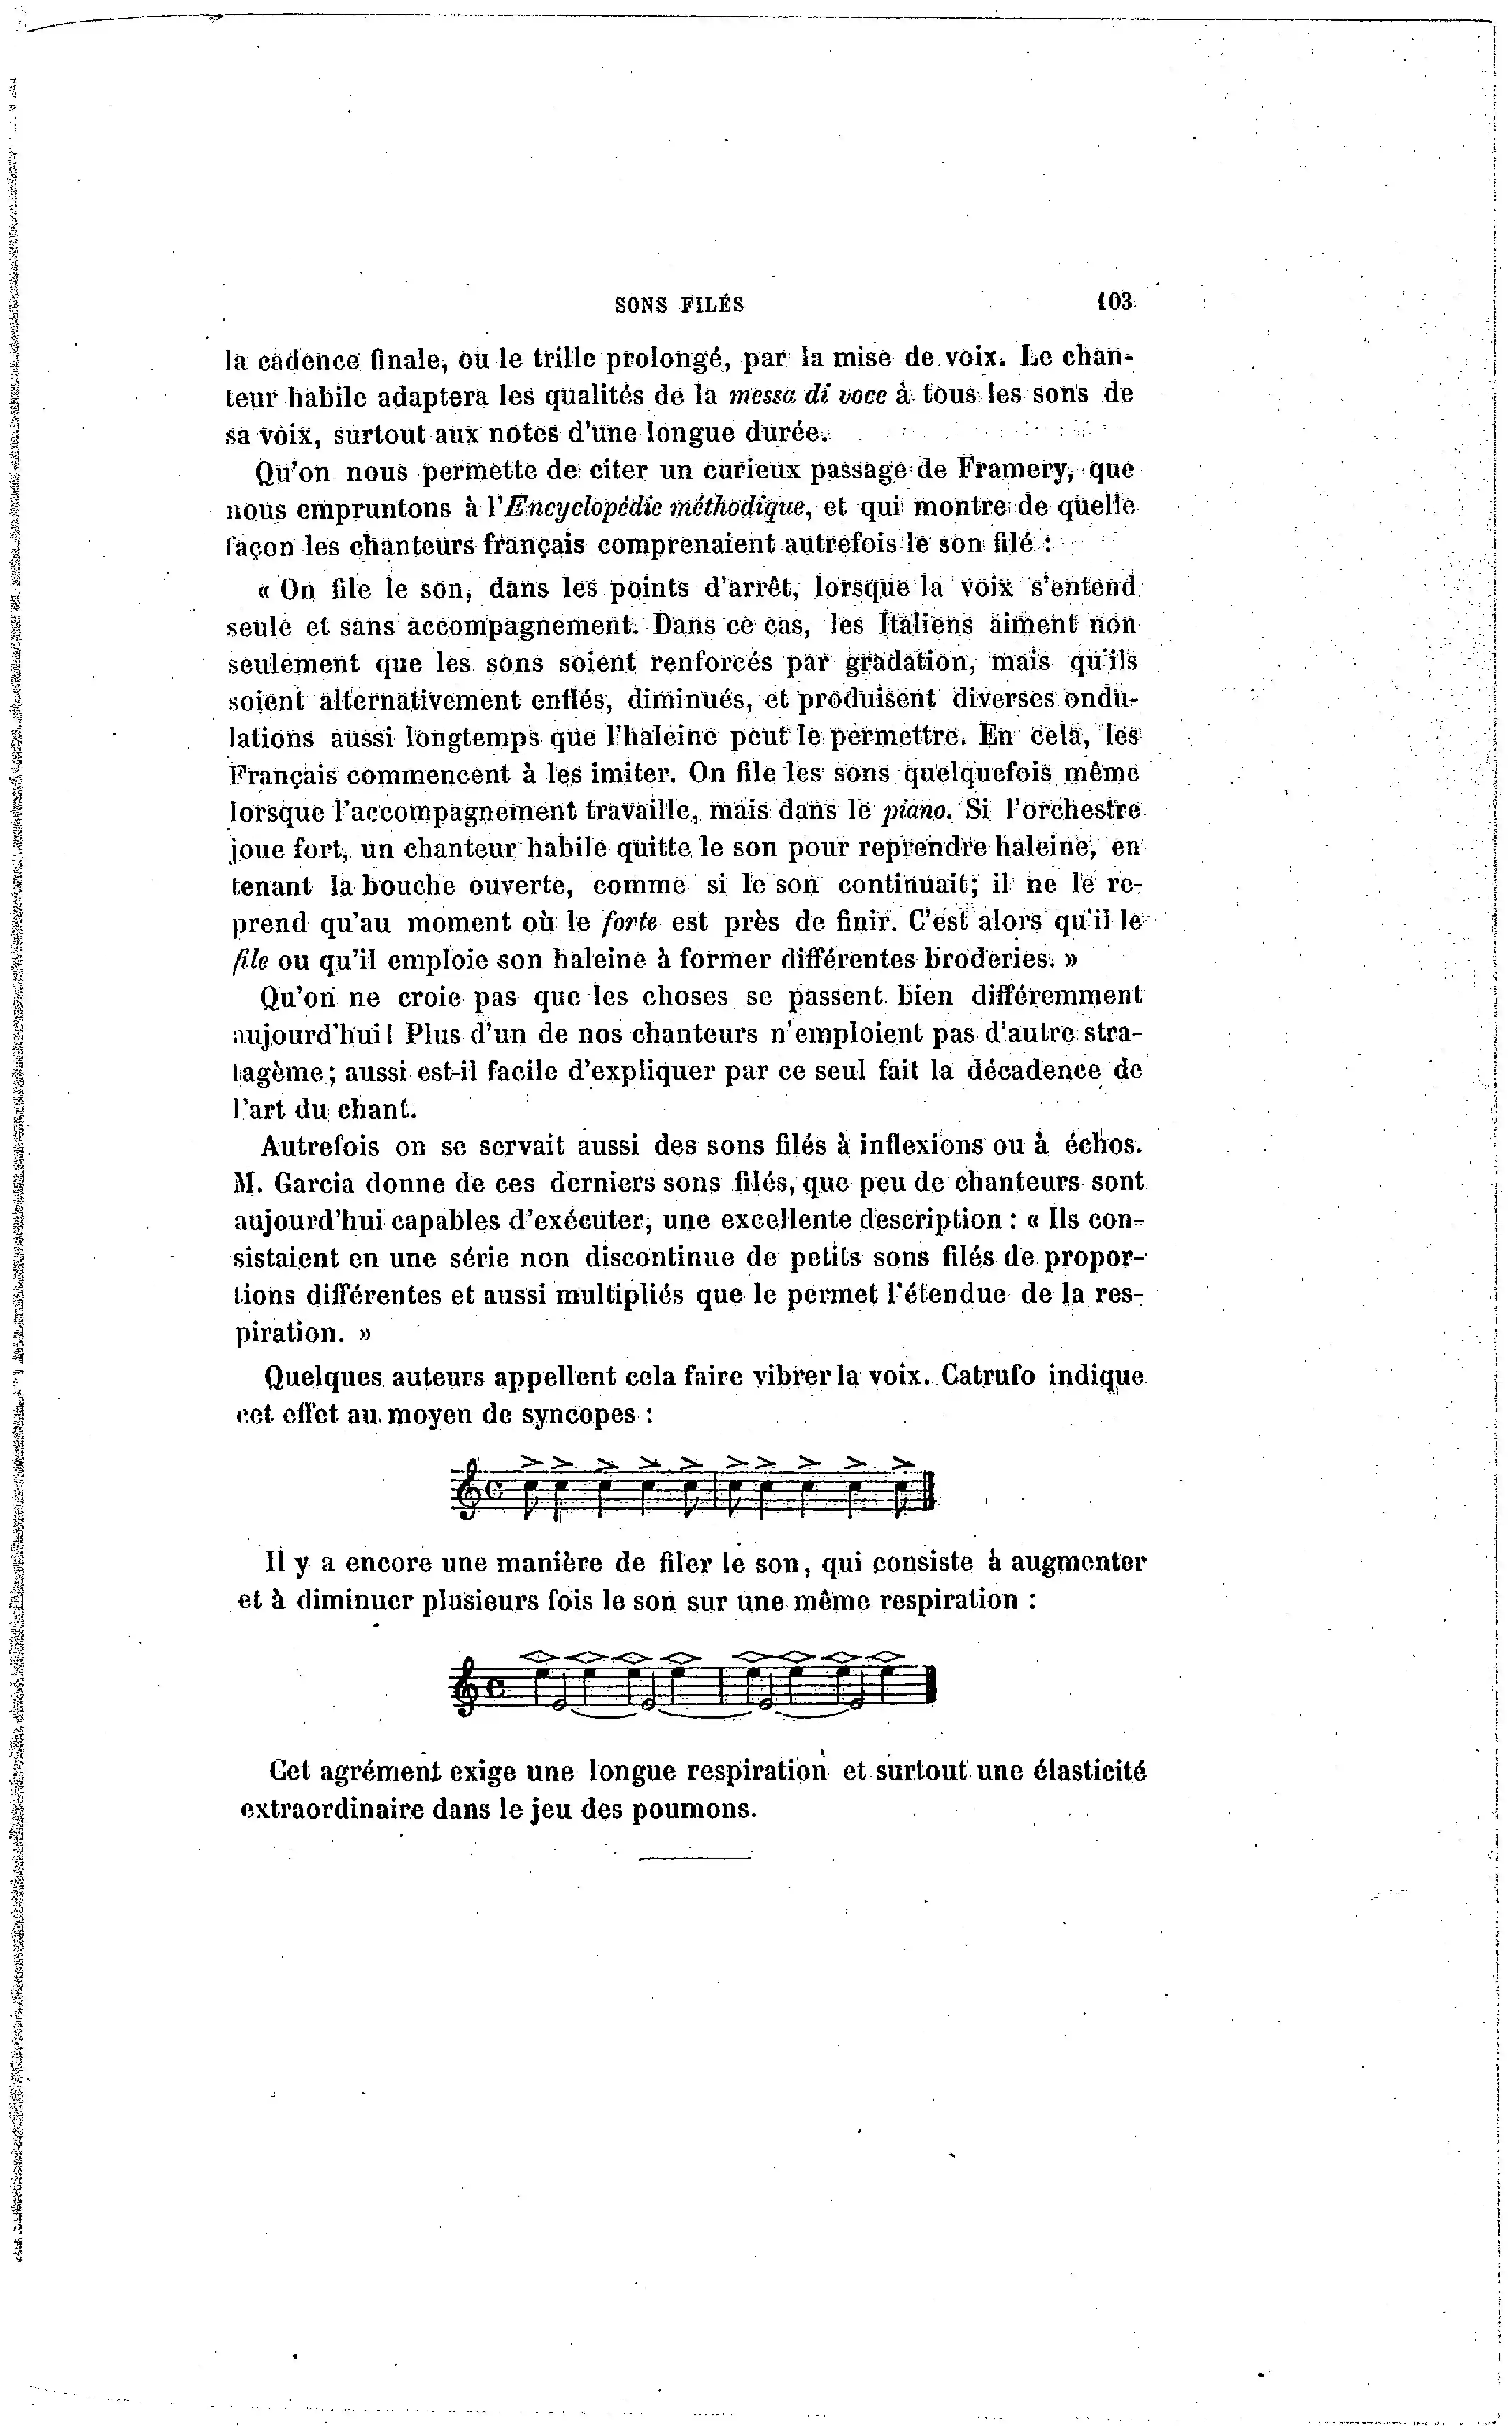 SONS FILÉS 103
la cadence finale, ou le trille prolongé, par la mise de voix. Le chan-
teur habile adaptera les qualités de la messa di voce à tous les sons de
sa voix, surtout aux notes d'une longue durée.
Qu'on nous permette de citer un curieux passage de Framery, que
nous empruntons à l'Encyclopédie méthodique, et qui montre de quelle
façon les chanteurs français comprenaient autrefois le son filé :
« On file le son, dans les points d'arrêt, lorsque la voix s'entend
seule et sans accompagnement. Dans ce cas, les Italiens aiment non
seulement que les sons soient renforcés par gradation, mais qu'ils
soient alternativement enflés, diminués, et produisent diverses ondu-
lations aussi longtemps que l'haleine peut le permettre. En cela, les
Français commencent à les imiter. On file les sons quelquefois même
lorsque l'accompagnement travaille, mais dans le piano. Si l'orchestre
joue fort, un chanteur habile quitte le son pour reprendre haleine, en
tenant la bouche ouverte, comme si le son continuait; il ne le re-
prend qu'au moment où le forte est près de finir. C'est alors qu'il le
file ou qu'il emploie son haleine à former différentes broderies. »
Qu'on ne croie pas que les choses se passent bien différemment
aujourd'hui! Plus d'un de nos chanteurs n'emploient pas d'autre stra-
tagème; aussi est-il facile d'expliquer par ce seul fait la décadence de
l'art du chant.
Autrefois on se servait aussi des sons filés à inflexions ou à échos.
M. Garcia donne de ces derniers sons filés, que peu de chanteurs sont
aujourd'hui capables d'exécuter, une excellente description : « Ils con-
sistaient en une série non discontinue de petits sons filés de propor-
tions différentes et aussi multipliés que le permet l'étendue de la res-
piration. »
Quelques auteurs appellent cela faire vibrer la voix. Catrufo indique
cet effet au moyen de syncopes :
Il y a encore une manière de filer le son, qui consiste à augmenter
et à diminuer plusieurs fois le son sur une même respiration :
Cet agrément exige une longue respiration et surtout une élasticité
extraordinaire dans le jeu des poumons.